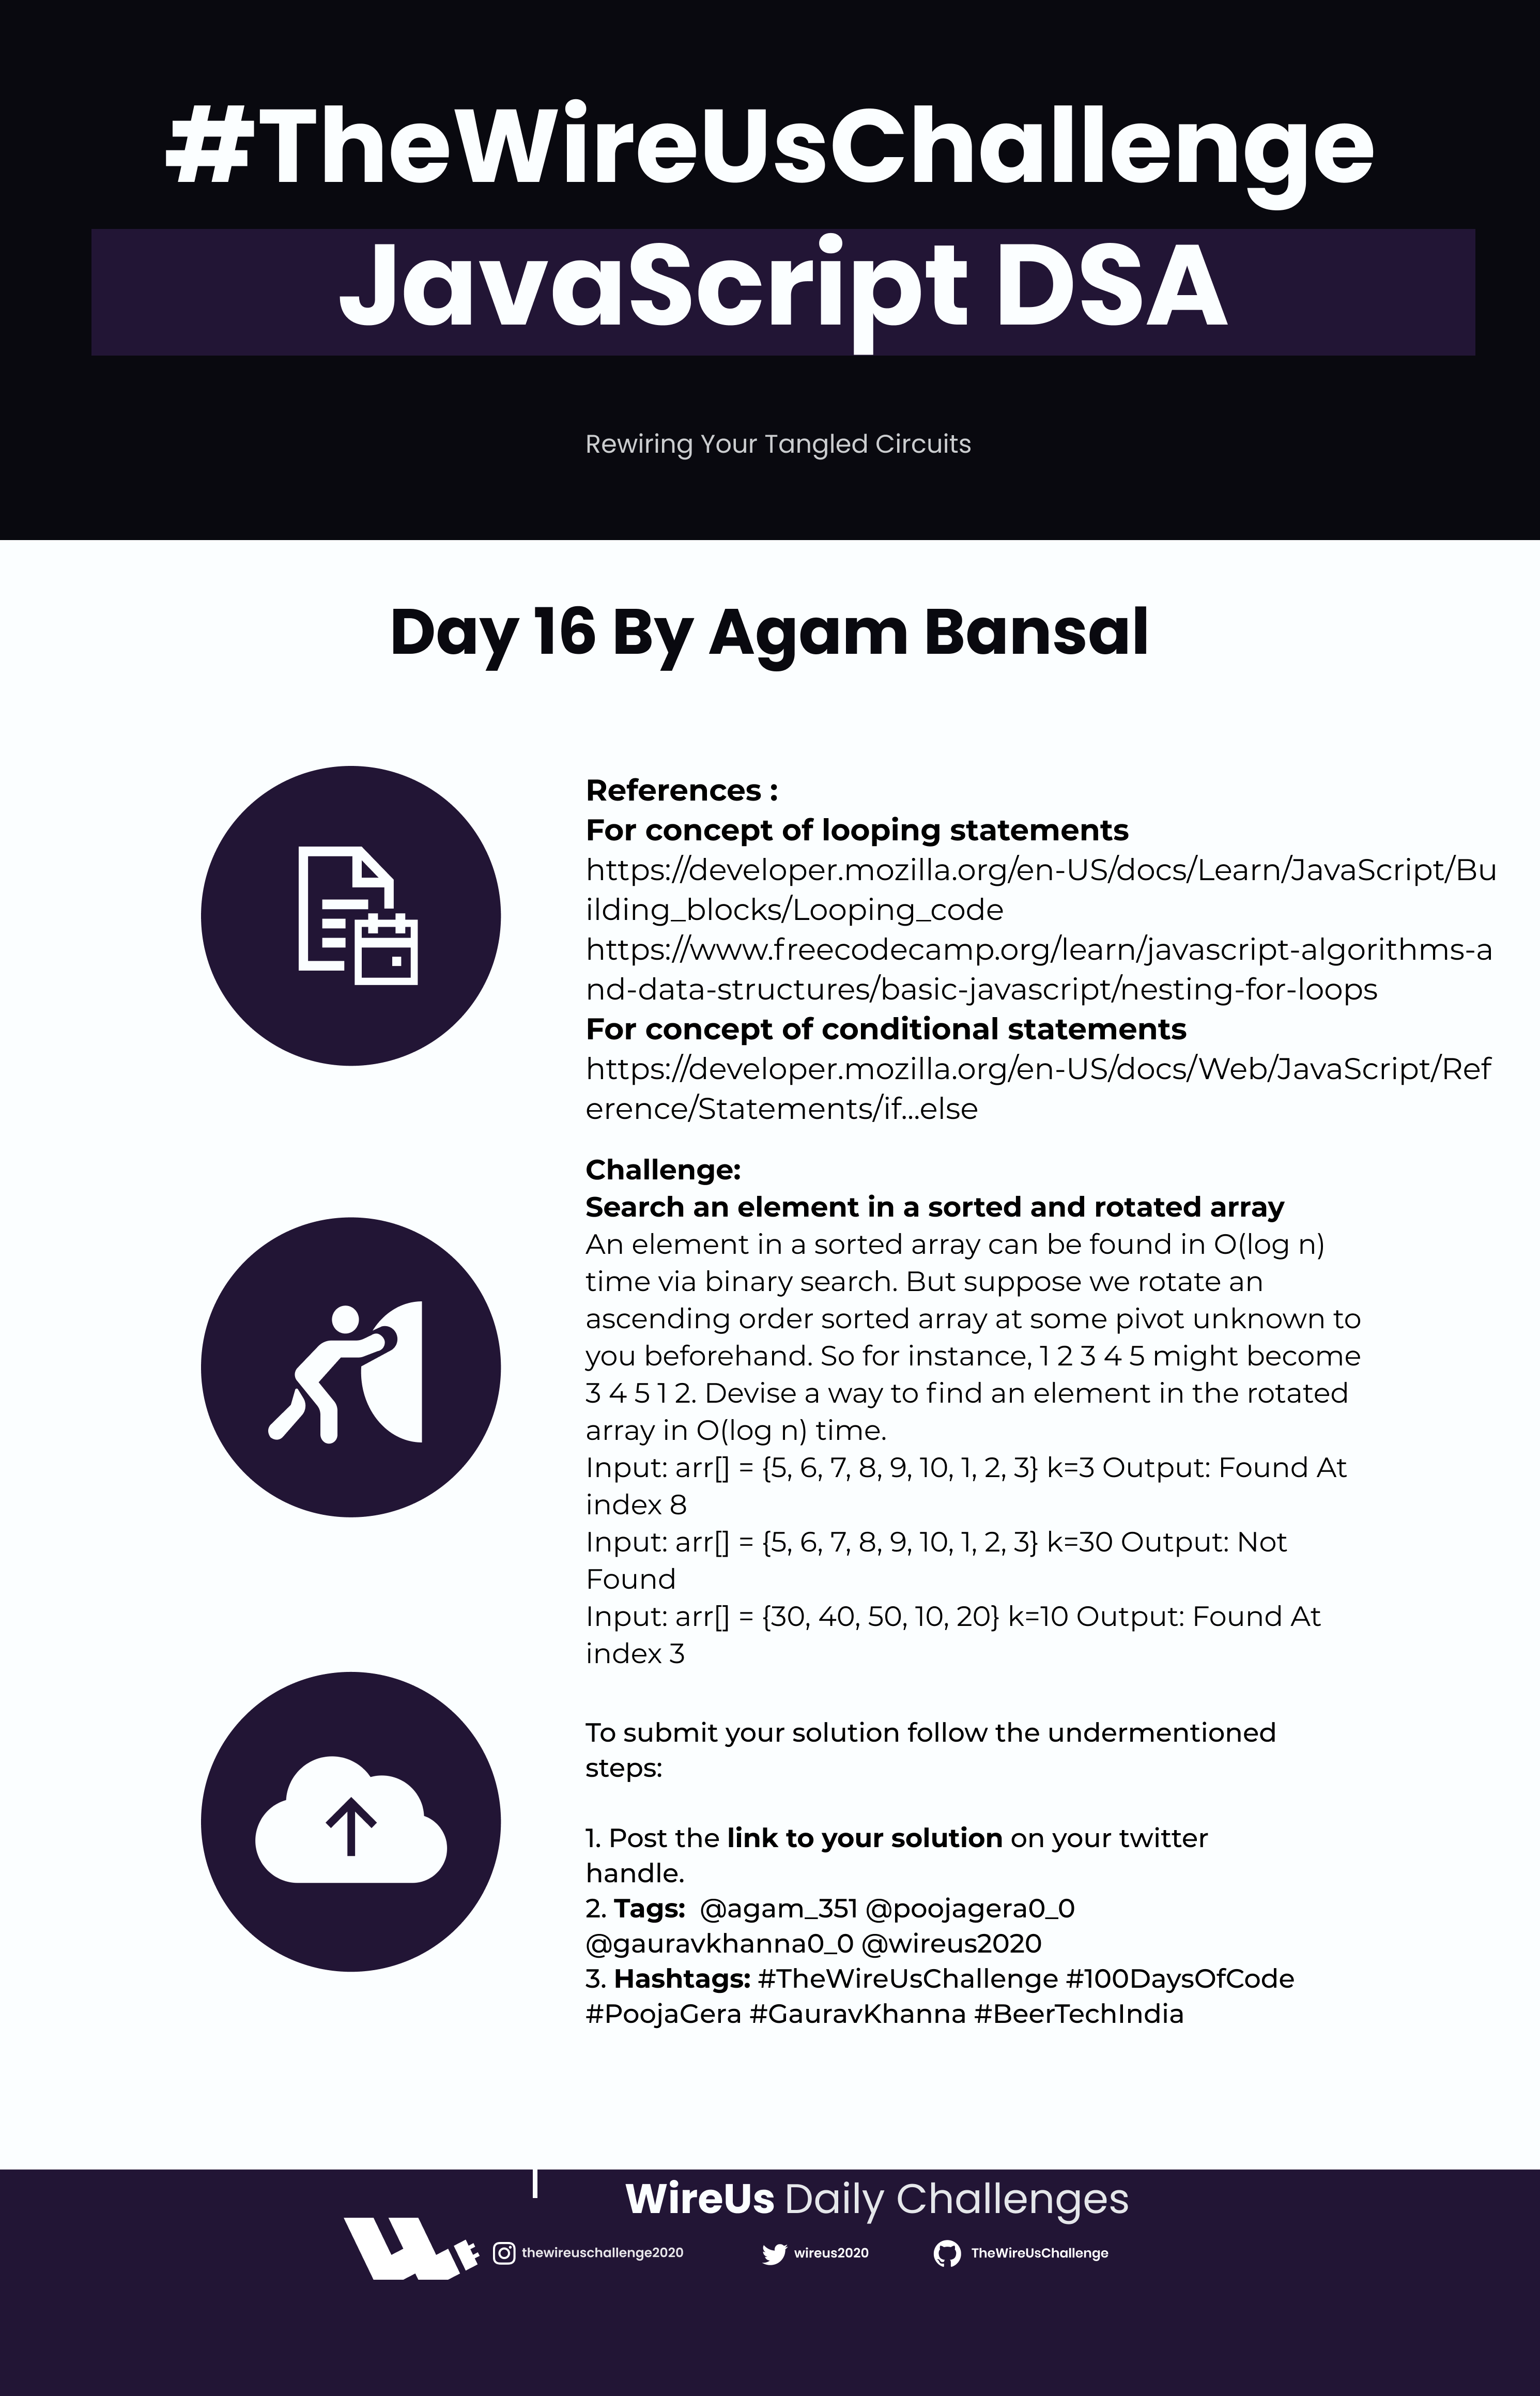 #TheWireUsChallenge
JavaScript DSA
Rewiring Your Tangled Circuits
Day 16 By Agam Bansal
References :
For concept of looping statements
https://developer.mozilla.org/en-US/docs/Learn/JavaScript/Bu
ilding_blocks/Looping_code
https://www.freecodecamp.org/learn/javascript-algorithms-a
nd-data-structures/basic-javascript/nesting-for-loops
For concept of conditional statements
https://developer.mozilla.org/en-US/docs/Web/JavaScript/Ref
erence/Statements/if...else
Challenge:
Search an element in a sorted and rotated array
An element in a sorted array can be found in O(log n)
time via binary search. But suppose we rotate an
ascending order sorted array at some pivot unknown to
you beforehand. So for instance, 1 2 3 4 5 might become
3 4 5 1 2. Devise a way to find an element in the rotated
array in O(log n) time.
Input: arr[] = {5, 6, 7, 8, 9, 10, 1, 2, 3} k=3 Output: Found At
index 8
Input: arr[] = {5, 6, 7, 8, 9, 10, 1, 2, 3} k=30 Output: Not
Found
Input: arr[] = {30, 40, 50, 10, 20} k=10 Output: Found At
index 3
To submit your solution follow the undermentioned
steps:
1. Post the link to your solution on your twitter
handle.
2. Tags:  @agam_351 @poojagera0_0
@gauravkhanna0_0 @wireus2020
3. Hashtags: #TheWireUsChallenge #100DaysOfCode
#PoojaGera #GauravKhanna #BeerTechIndia
WireUs Daily Challenges
thewireuschallenge2020
wireus2020
TheWireUsChallenge